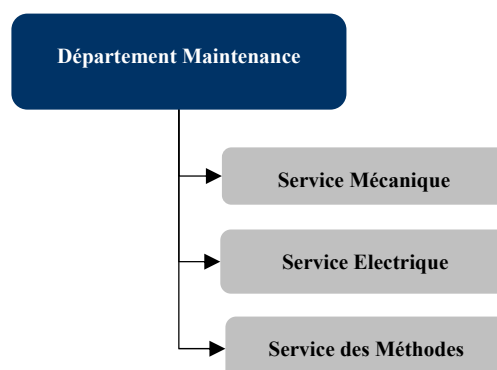 Département Maintenance
Service Mécanique
Service Electrique
Service des Méthodes